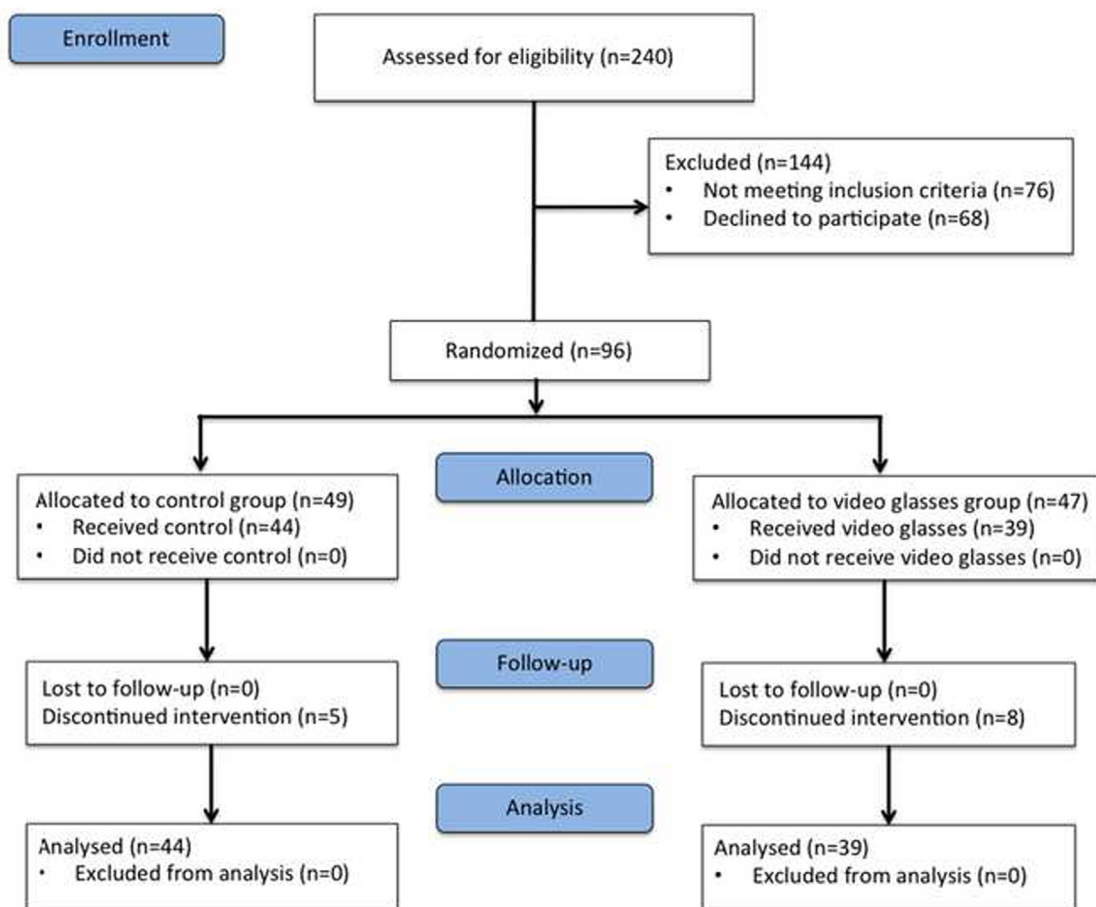 Enrollment
Assessed for eligibility (n=240)
Excluded (n=144)
• Not meeting inclusion criteria (n=76)
• Declined to participate (n=68)
Randomized (n=96)
Allocation
Allocated to control group (n=49)
• Received control (n=44)
• Did not receive control (n=0)
Allocated to video glasses group (n=47)
• Received video glasses (n=39)
• Did not receive video glasses (n=0)
Follow-up
Lost to follow-up (n=0)
Discontinued intervention (n=5)
Lost to follow-up (n=0)
Discontinued intervention (n=8)
Analysis
Analysed (n=44)
• Excluded from analysis (n=0)
Analysed (n=39)
• Excluded from analysis (n=0)